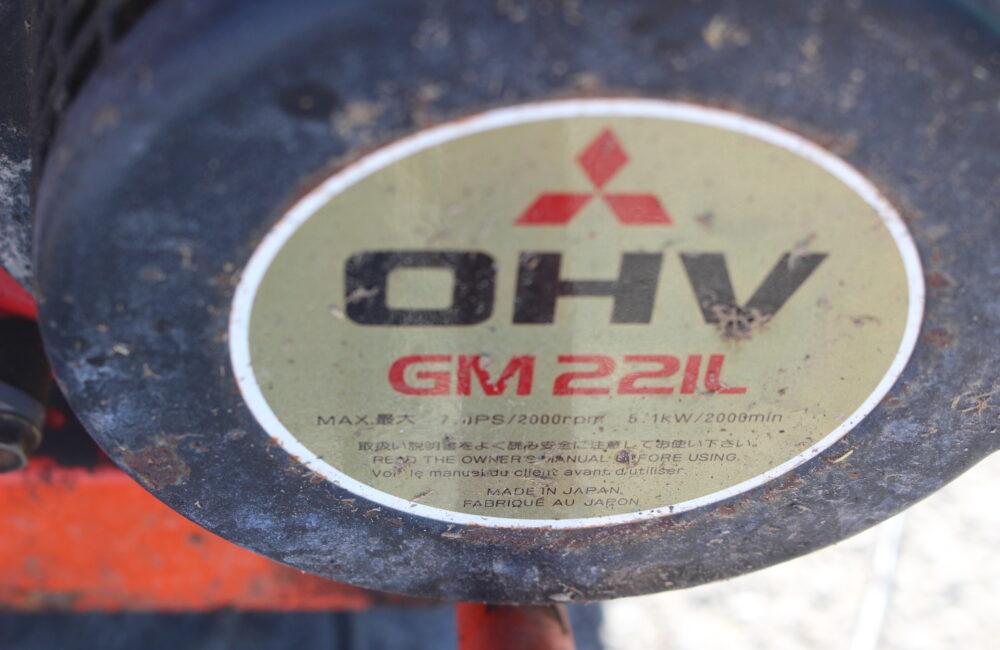 OHV
GM 221L
MAX.最大 /2000rpm 5.1kW/2000min
取扱い説明書をよく読み安全に注意してお使い下さい。
READ THE OWNER'S MANUAL BEFORE USING.
Voir le manuel du client avant d'utiliser.
MADE IN JAPAN.
FABRIQUÉ AU JAPON